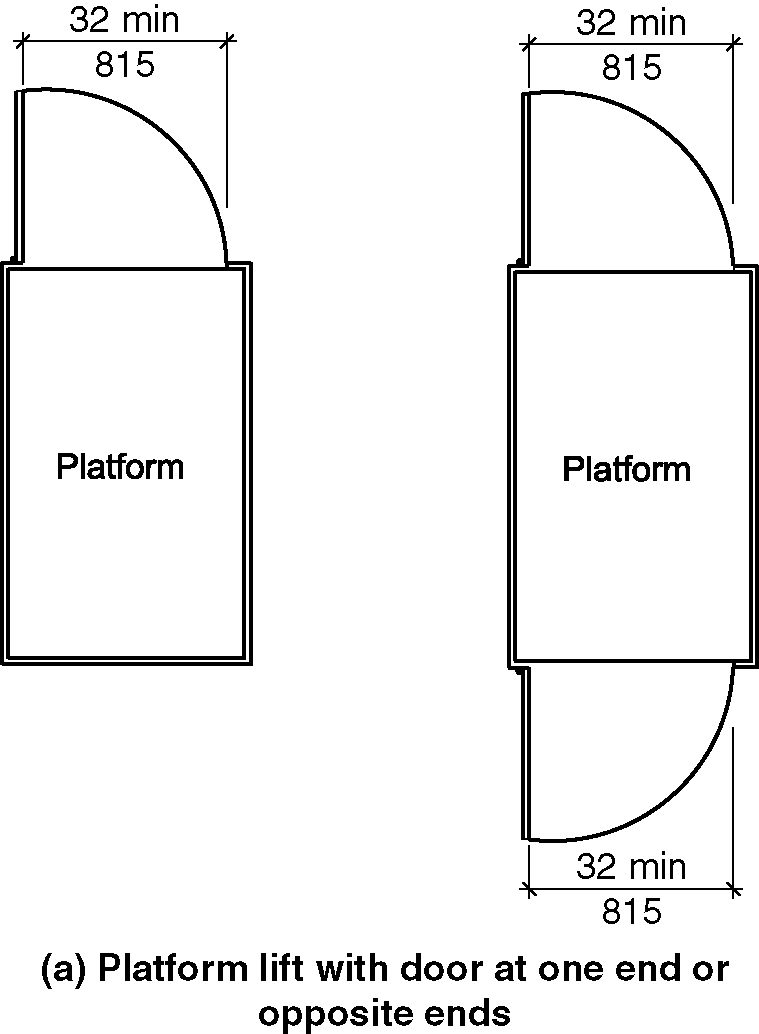 32 min
815
32 min
815
Platform
Platform
32 min
815
(a) Platform lift with door at one end or
opposite ends